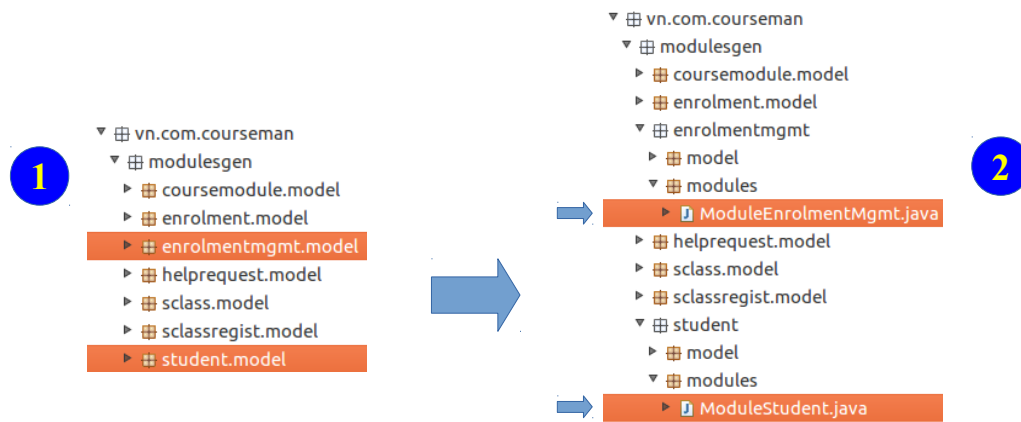 1
vn.com.courseman
modulesgen
coursemodule.model
enrolment.model
enrolmentmgmt.model
helprequest.model
sclass.model
sclassregist.model
student.model
2
vn.com.courseman
modulesgen
coursemodule.model
enrolment.model
enrolmentmgmt
model
modules
J ModuleEnrolmentMgmt.java
helprequest.model
sclass.model
sclassregist.model
student
model
modules
J ModuleStudent.java